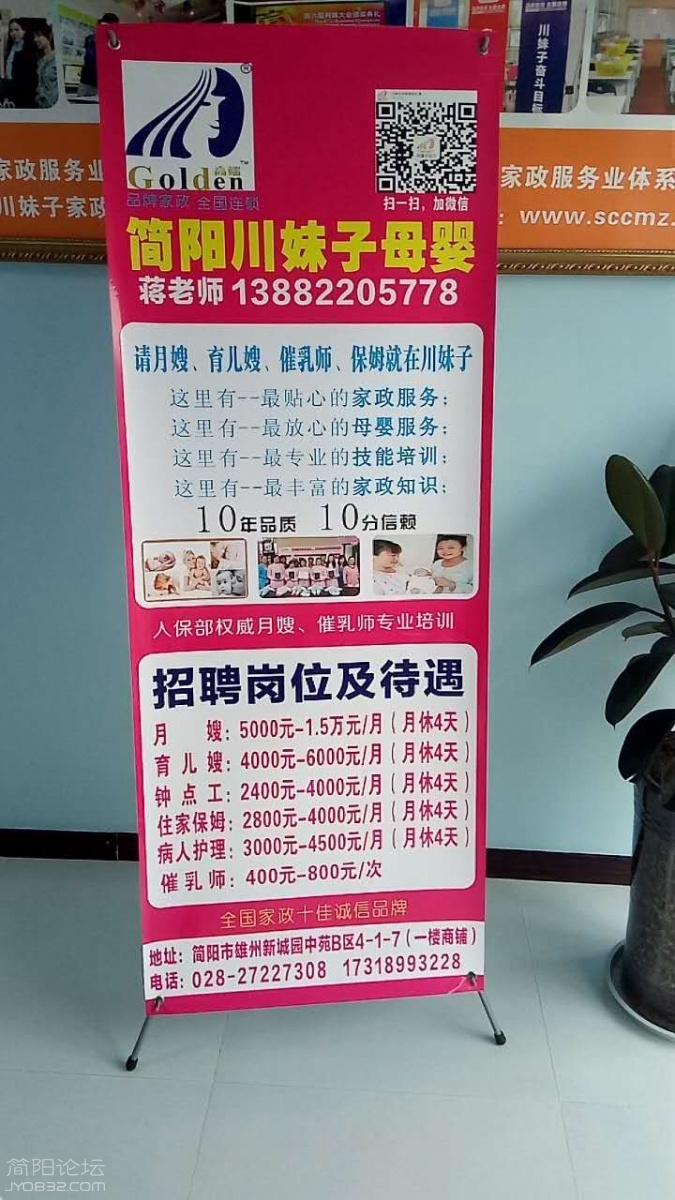 川妹子奋斗目标
家政服务业
川妹子家政
家政服务业体系
: www.sccmz.
Golden
高嫂
TM
®
品牌家政 全国连锁
扫一扫，加微信
简阳川妹子母婴
蒋老师 13882205778
请月嫂、育儿嫂、催乳师、保姆就在川妹子
这里有--最贴心的家政服务；
这里有--最放心的母婴服务；
这里有--最专业的技能培训；
这里有--最丰富的家政知识；
10年品质 10分信赖
人保部权威月嫂、催乳师专业培训
招聘岗位及待遇
月嫂：5000元-1.5万元/月（月休4天）
育儿嫂：4000元-6000元/月（月休4天）
钟点工：2400元-4000元/月（月休4天）
住家保姆：2800元-4000元/月（月休4天）
病人护理：3000元-4500元/月（月休4天）
催乳师：400元-800元/次
全国家政十佳诚信品牌
地址：简阳市雄州新城园中苑B区4-1-7（一楼商铺）
电话：028-27227308 17318993228
简阳论坛
JY0832.COM